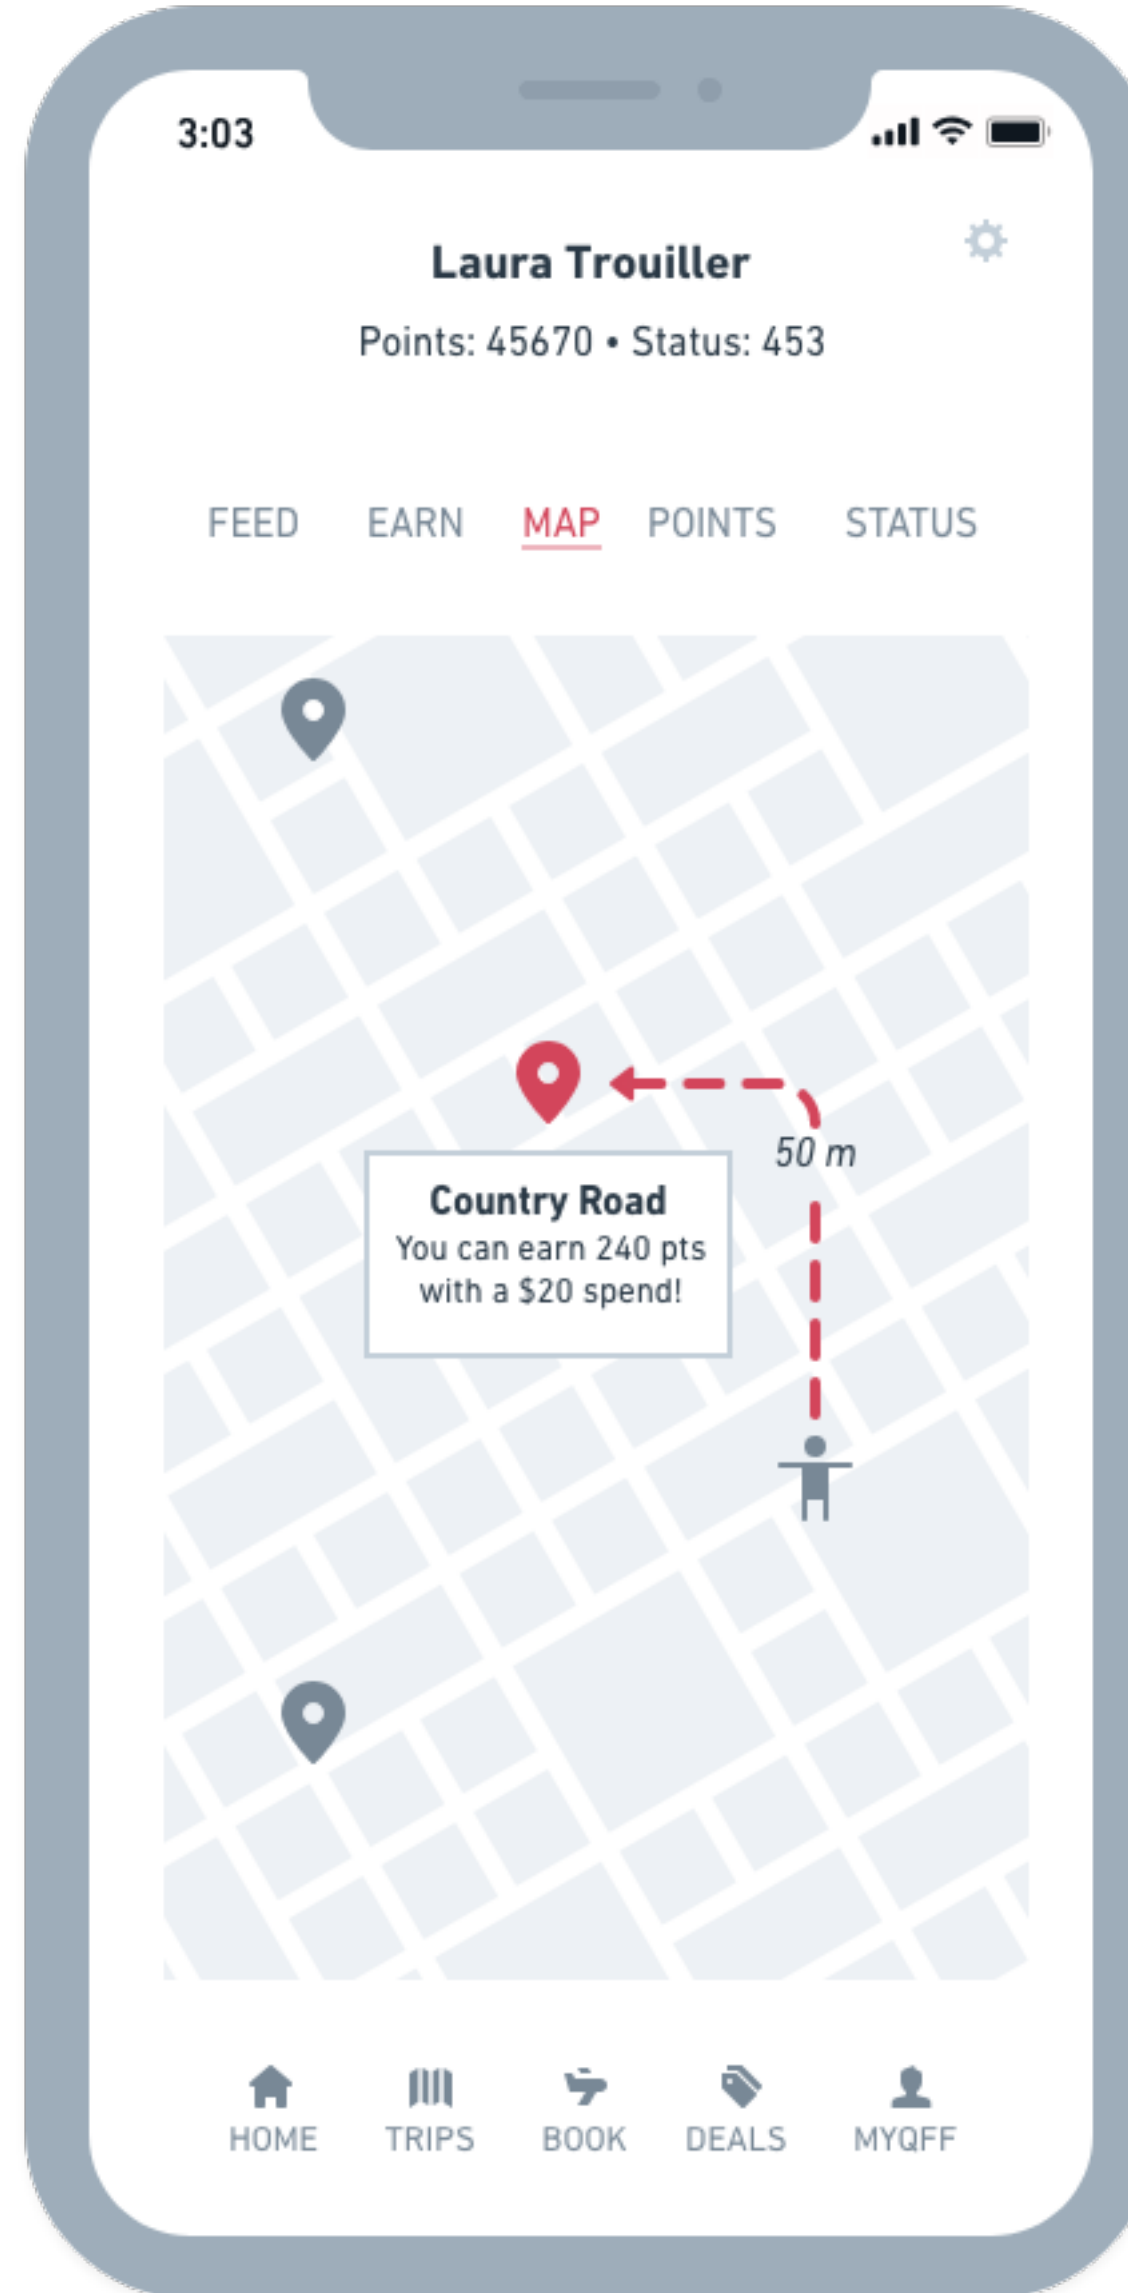 3:03
Laura Trouiller
Points: 45670 • Status: 453
FEED EARN MAP POINTS STATUS
50 m
Country Road
You can earn 240 pts
with a $20 spend!
HOME TRIPS BOOK DEALS MYQFF